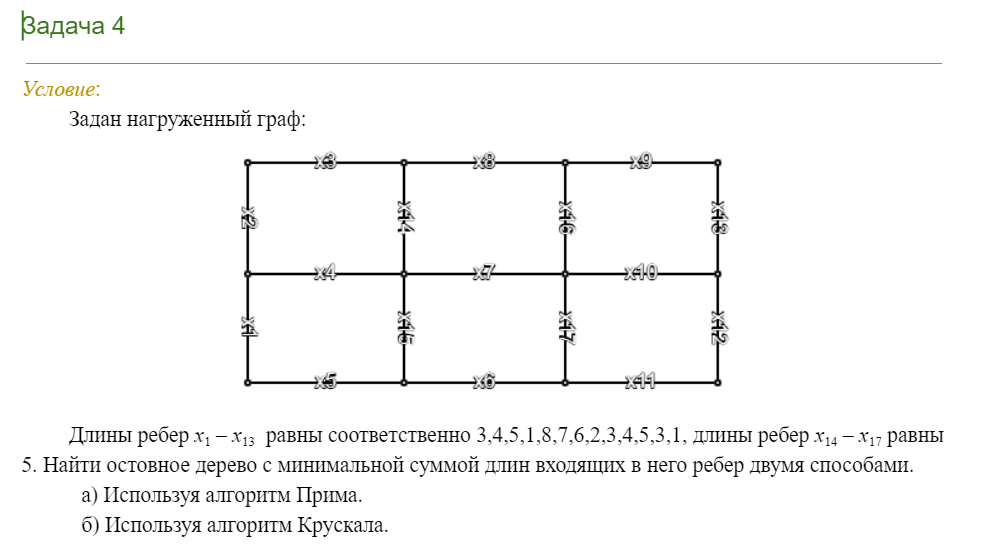 Задача 4
Условие:
Задан нагруженный граф:
x3 x8 x9
x2 x14 x16 x13
x4 x7 x10
x1 x15 x17 x12
x5 x6 x11
Длины ребер x₁ – x₁₃ равны соответственно 3,4,5,1,8,7,6,2,3,4,5,3,1, длины ребер x₁₄ – x₁₇ равны
5. Найти остовное дерево с минимальной суммой длин входящих в него ребер двумя способами.
а) Используя алгоритм Прима.
б) Используя алгоритм Крускала.